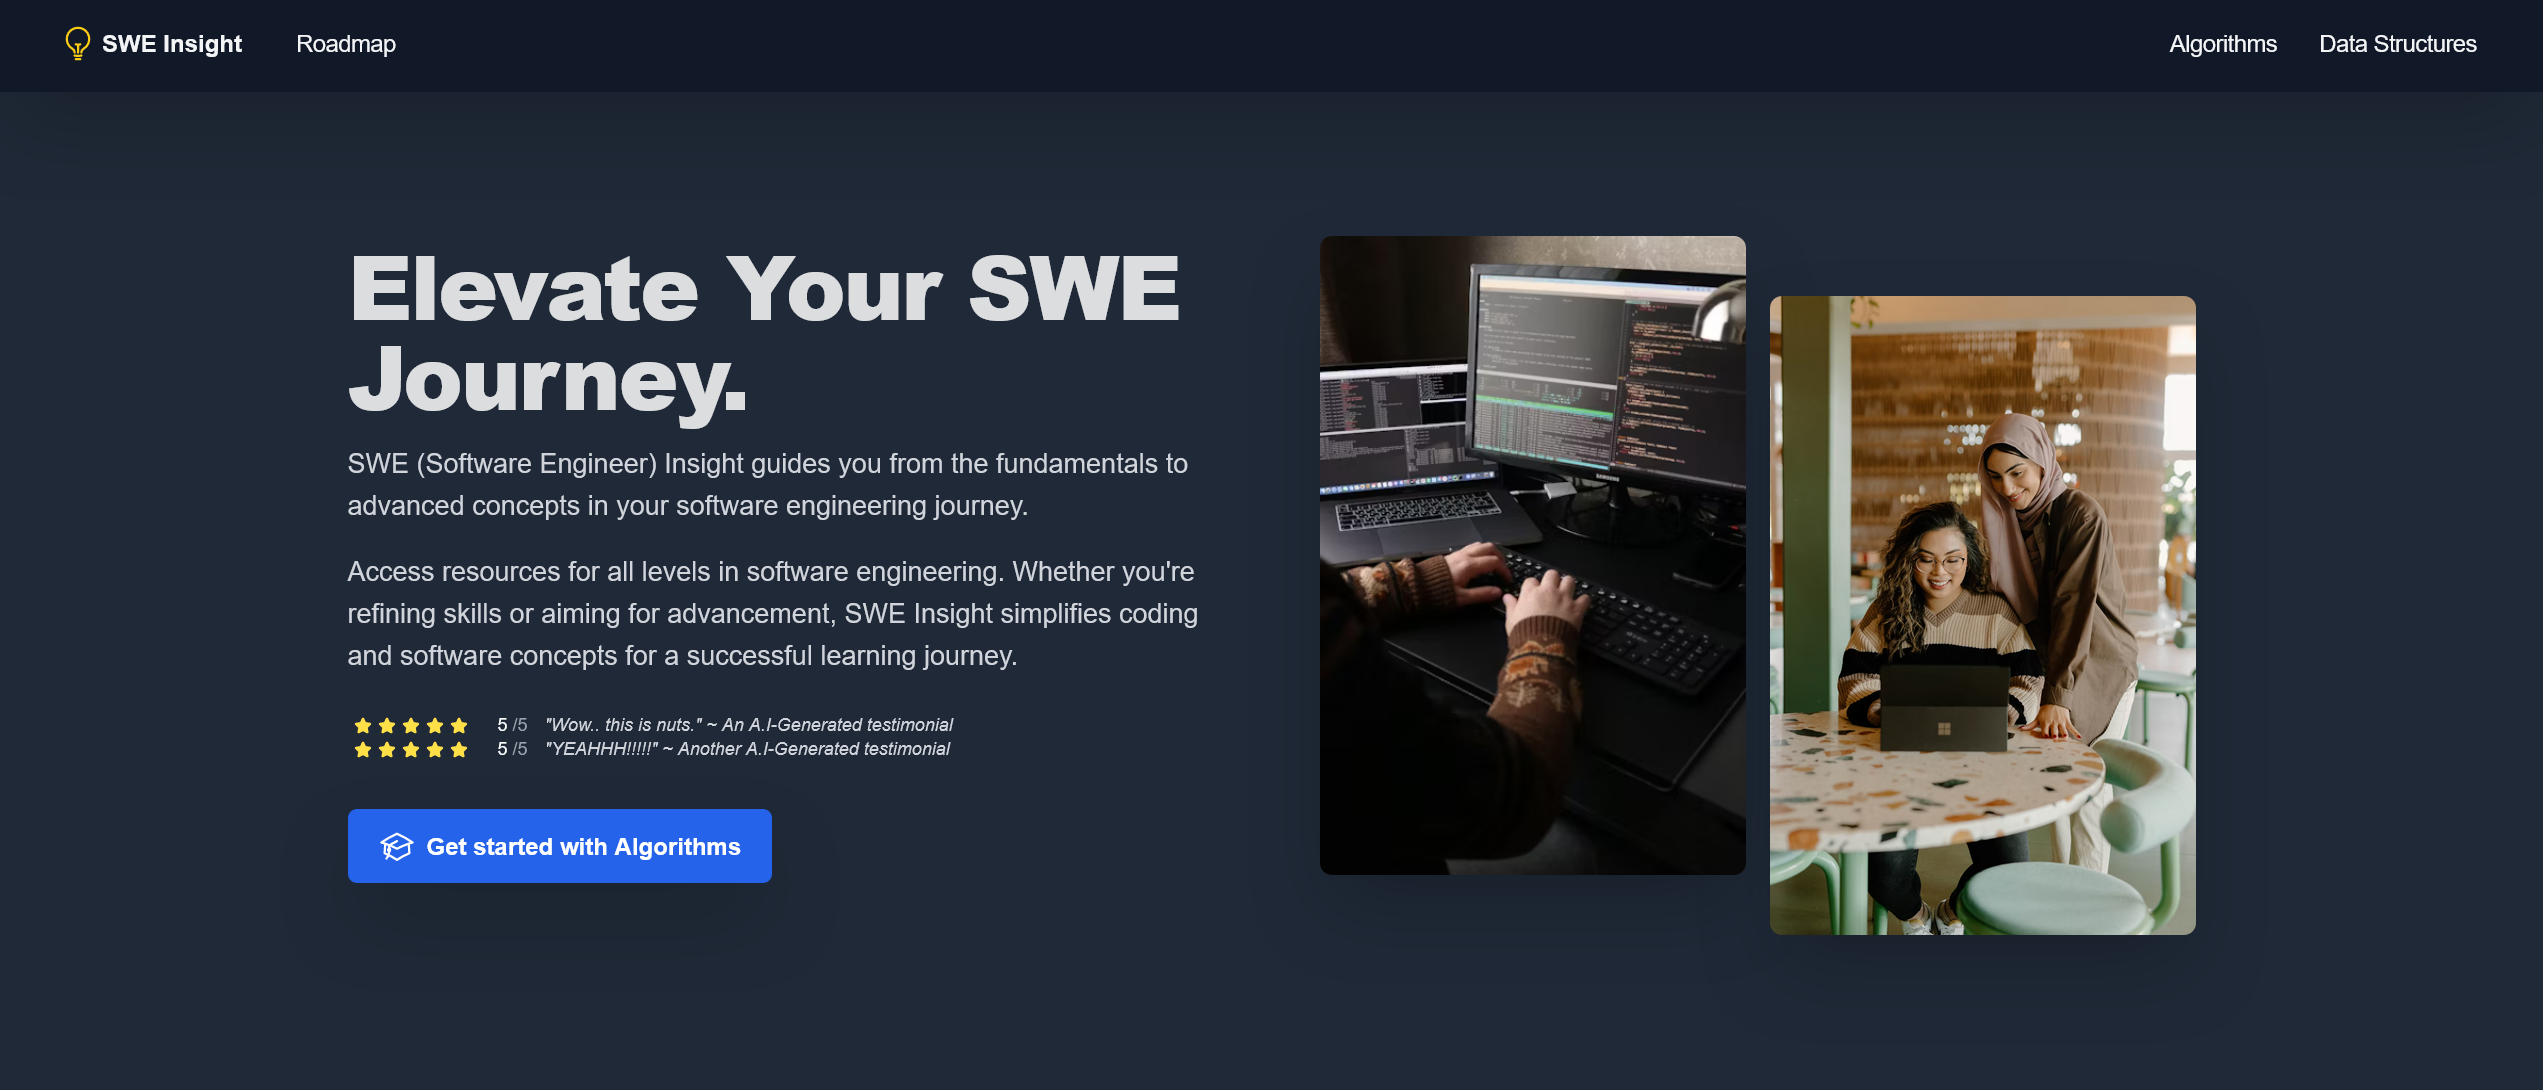 SWE Insight
Roadmap
Algorithms
Data Structures
Elevate Your SWE
Journey.
SWE (Software Engineer) Insight guides you from the fundamentals to
advanced concepts in your software engineering journey.
Access resources for all levels in software engineering. Whether you're
refining skills or aiming for advancement, SWE Insight simplifies coding
and software concepts for a successful learning journey.
5 /5 "Wow.. this is nuts." ~ An A.I-Generated testimonial
5 /5 "YEAHHH!!!!!" ~ Another A.I-Generated testimonial
Get started with Algorithms
SAMSUNG